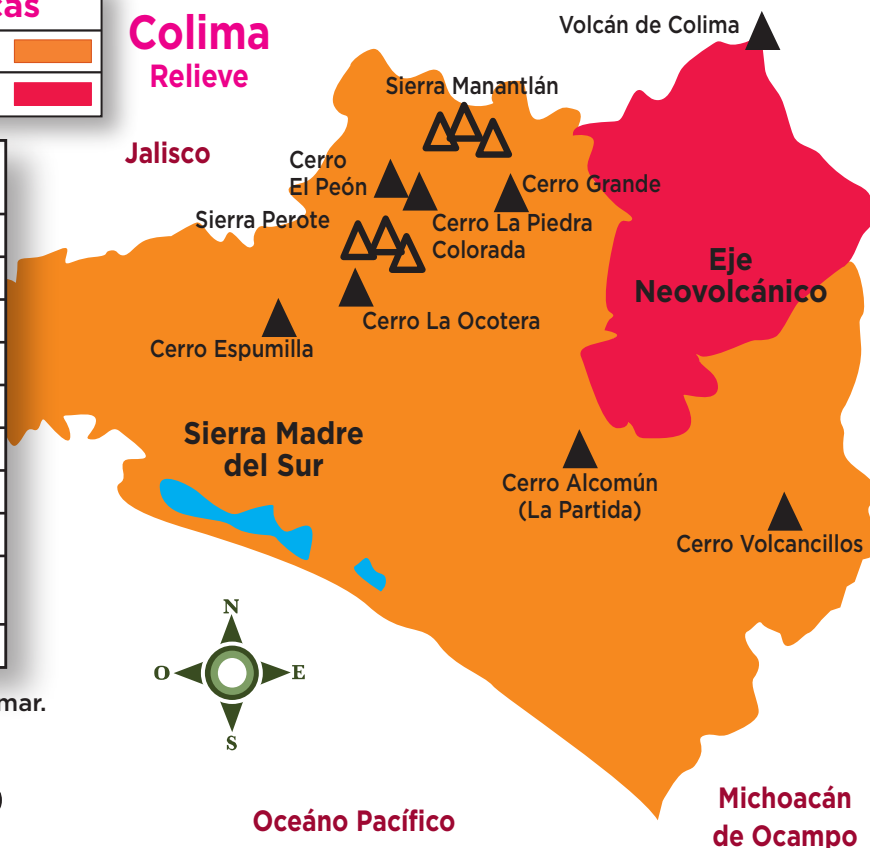 cas
Colima
Relieve
Volcán de Colima
Sierra Manantlán
Jalisco
Cerro
El Peón
Cerro Grande
Sierra Perote
Cerro La Piedra
Colorada
Eje
Neovolcánico
Cerro La Ocotera
Cerro Espumilla
Sierra Madre
del Sur
Cerro Alcomún
(La Partida)
Cerro Volcancillos
N
O
E
S
mar.
)
Oceáno Pacífico
Michoacán
de Ocampo